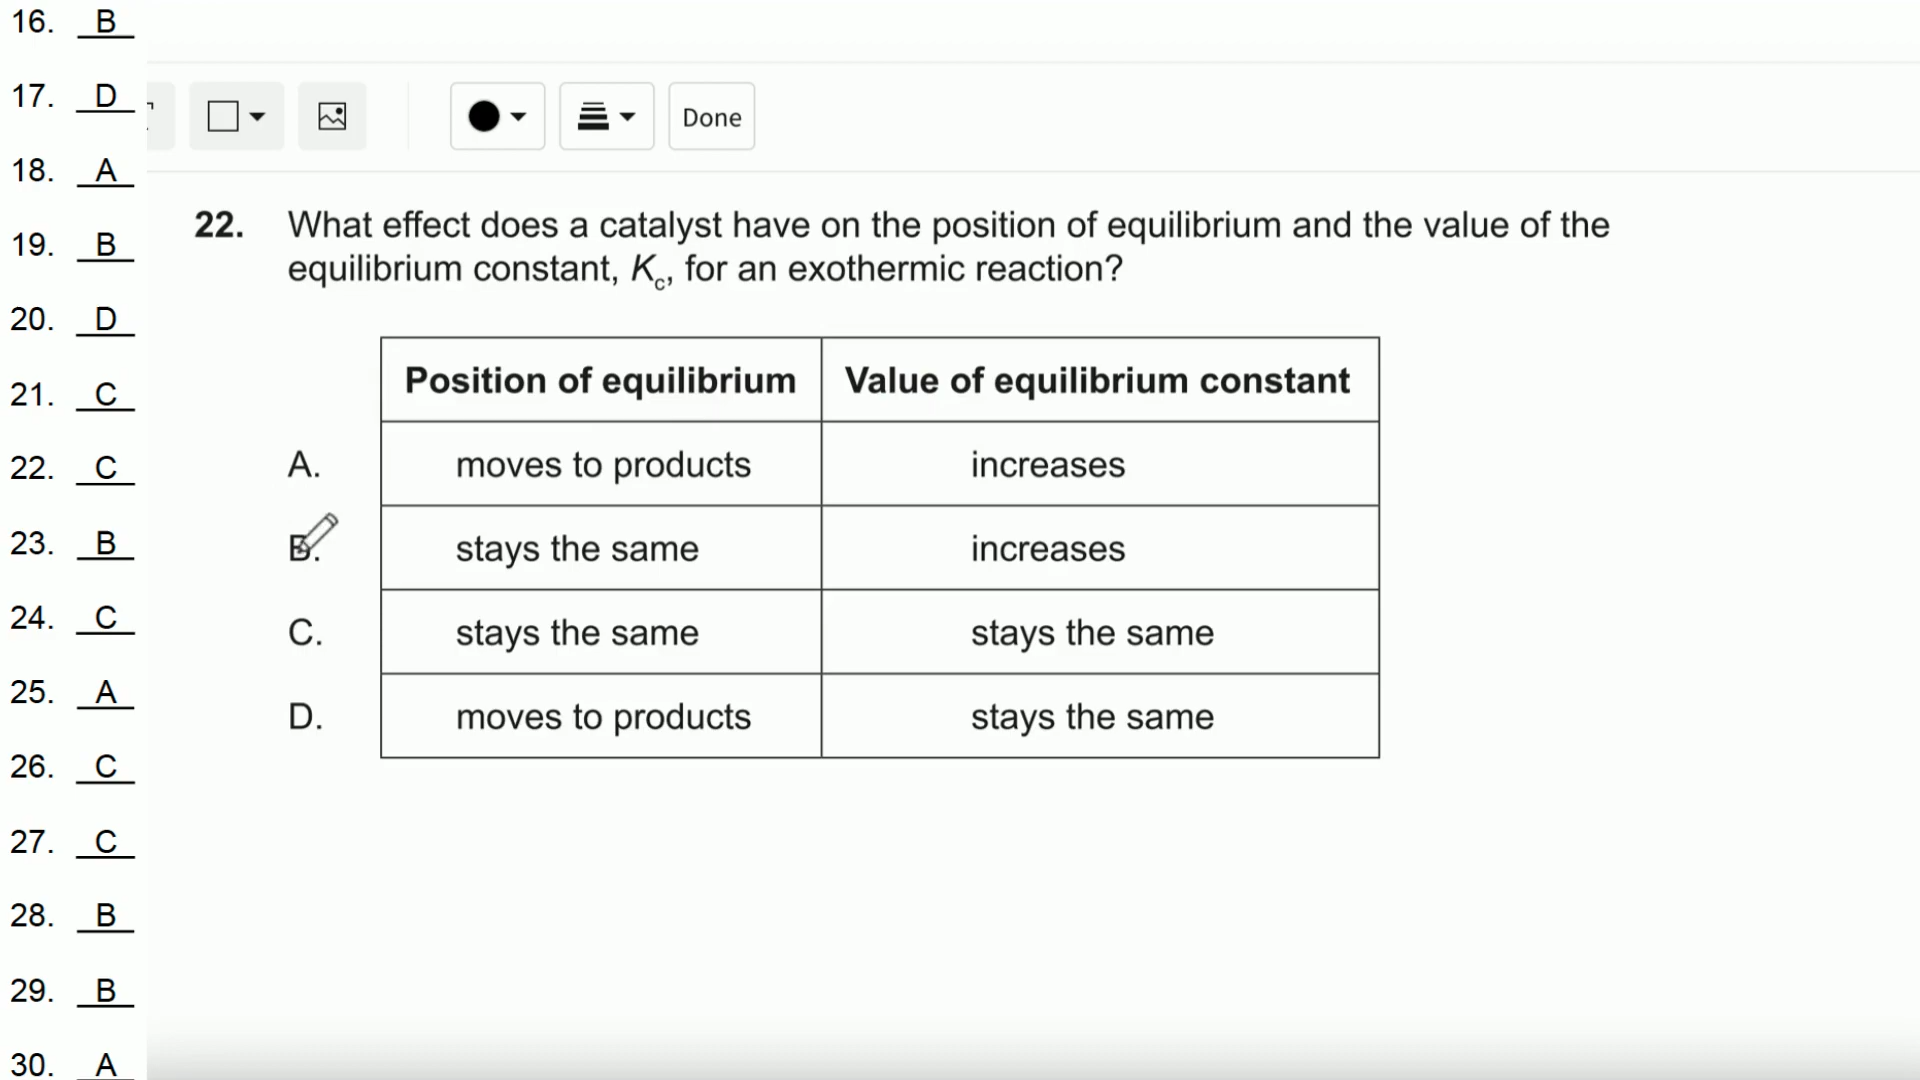 16. B
17. D
18. A
19. B
20. D
21. C
22. C
23. B
24. C
25. A
26. C
27. C
28. B
29. B
30. A
Done
22. What effect does a catalyst have on the position of equilibrium and the value of the
equilibrium constant, Kc, for an exothermic reaction?
Position of equilibrium Value of equilibrium constant
A. moves to products increases
B. stays the same increases
C. stays the same stays the same
D. moves to products stays the same